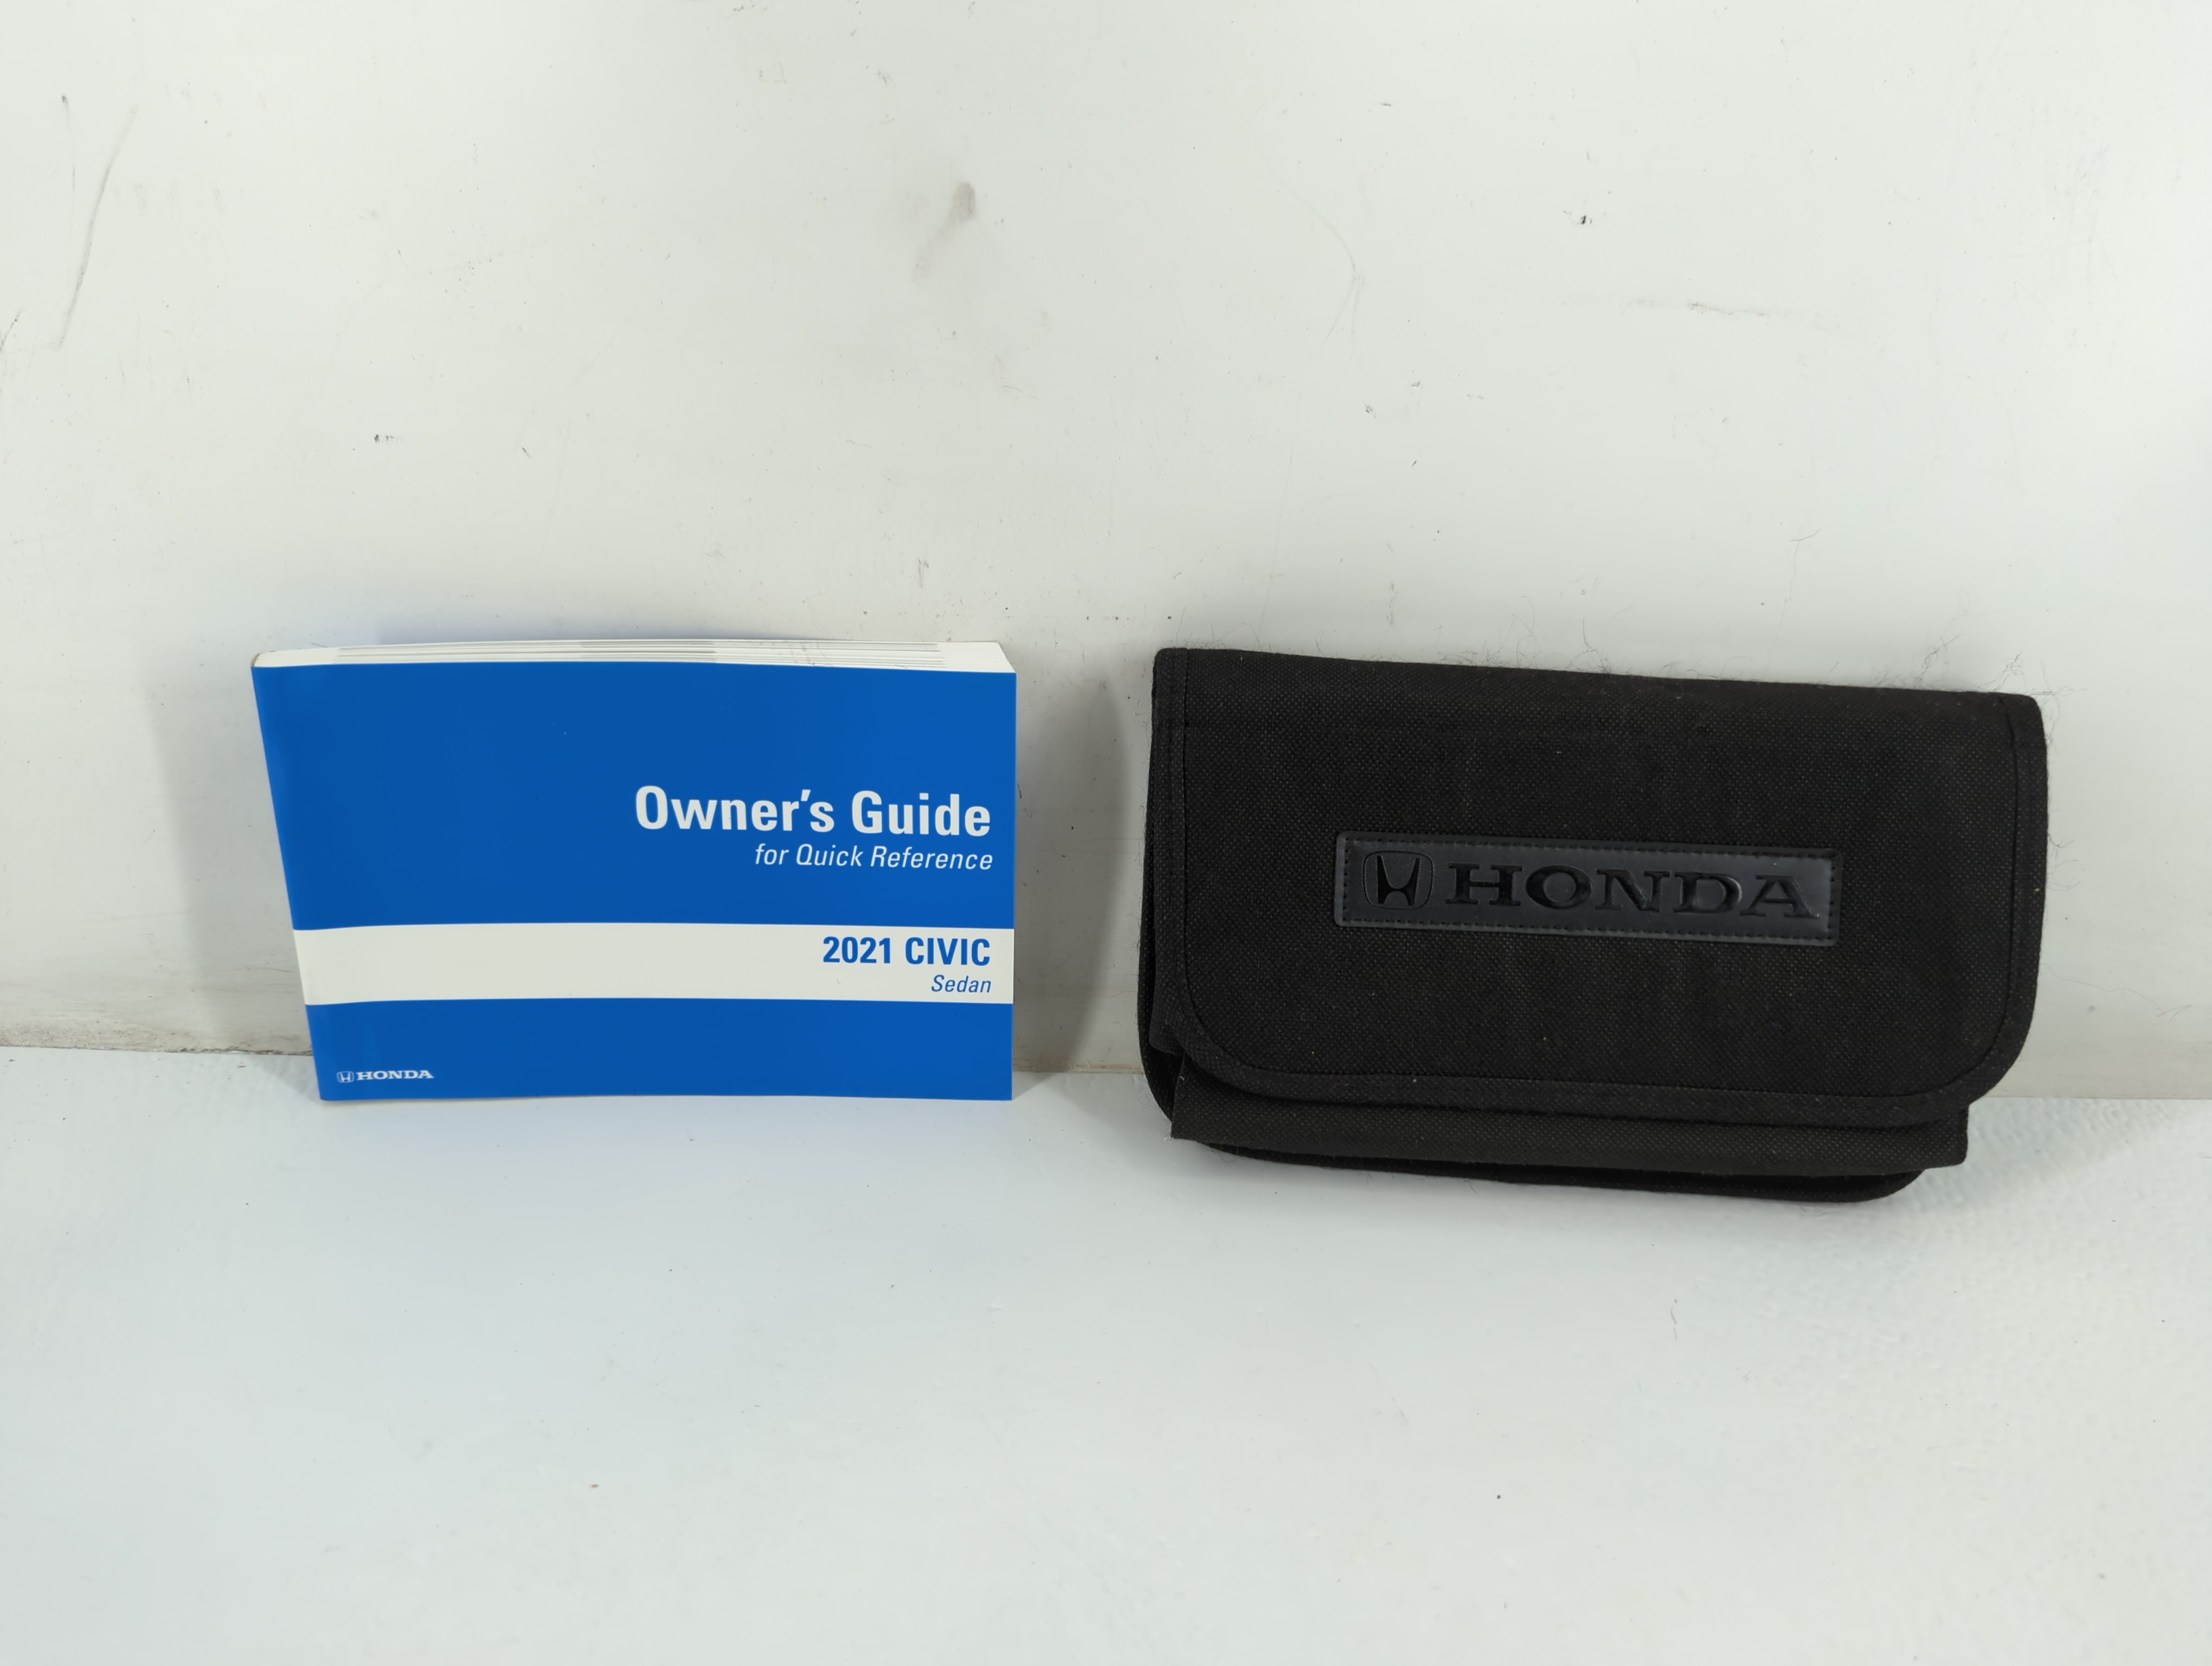 Owner's Guide
for Quick Reference
2021 CIVIC
Sedan
HONDA
HONDA